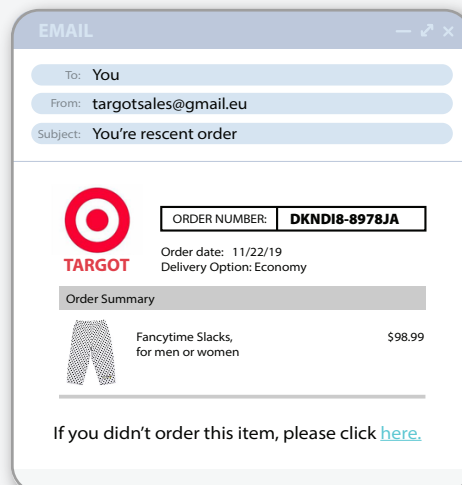 EMAIL
To: You
From: targotsales@gmail.eu
Subject: You're rescent order
TARGOT
ORDER NUMBER: DKNDI8-8978JA
Order date: 11/22/19
Delivery Option: Economy
Order Summary
Fancytime Slacks, $98.99
for men or women
If you didn't order this item, please click here.